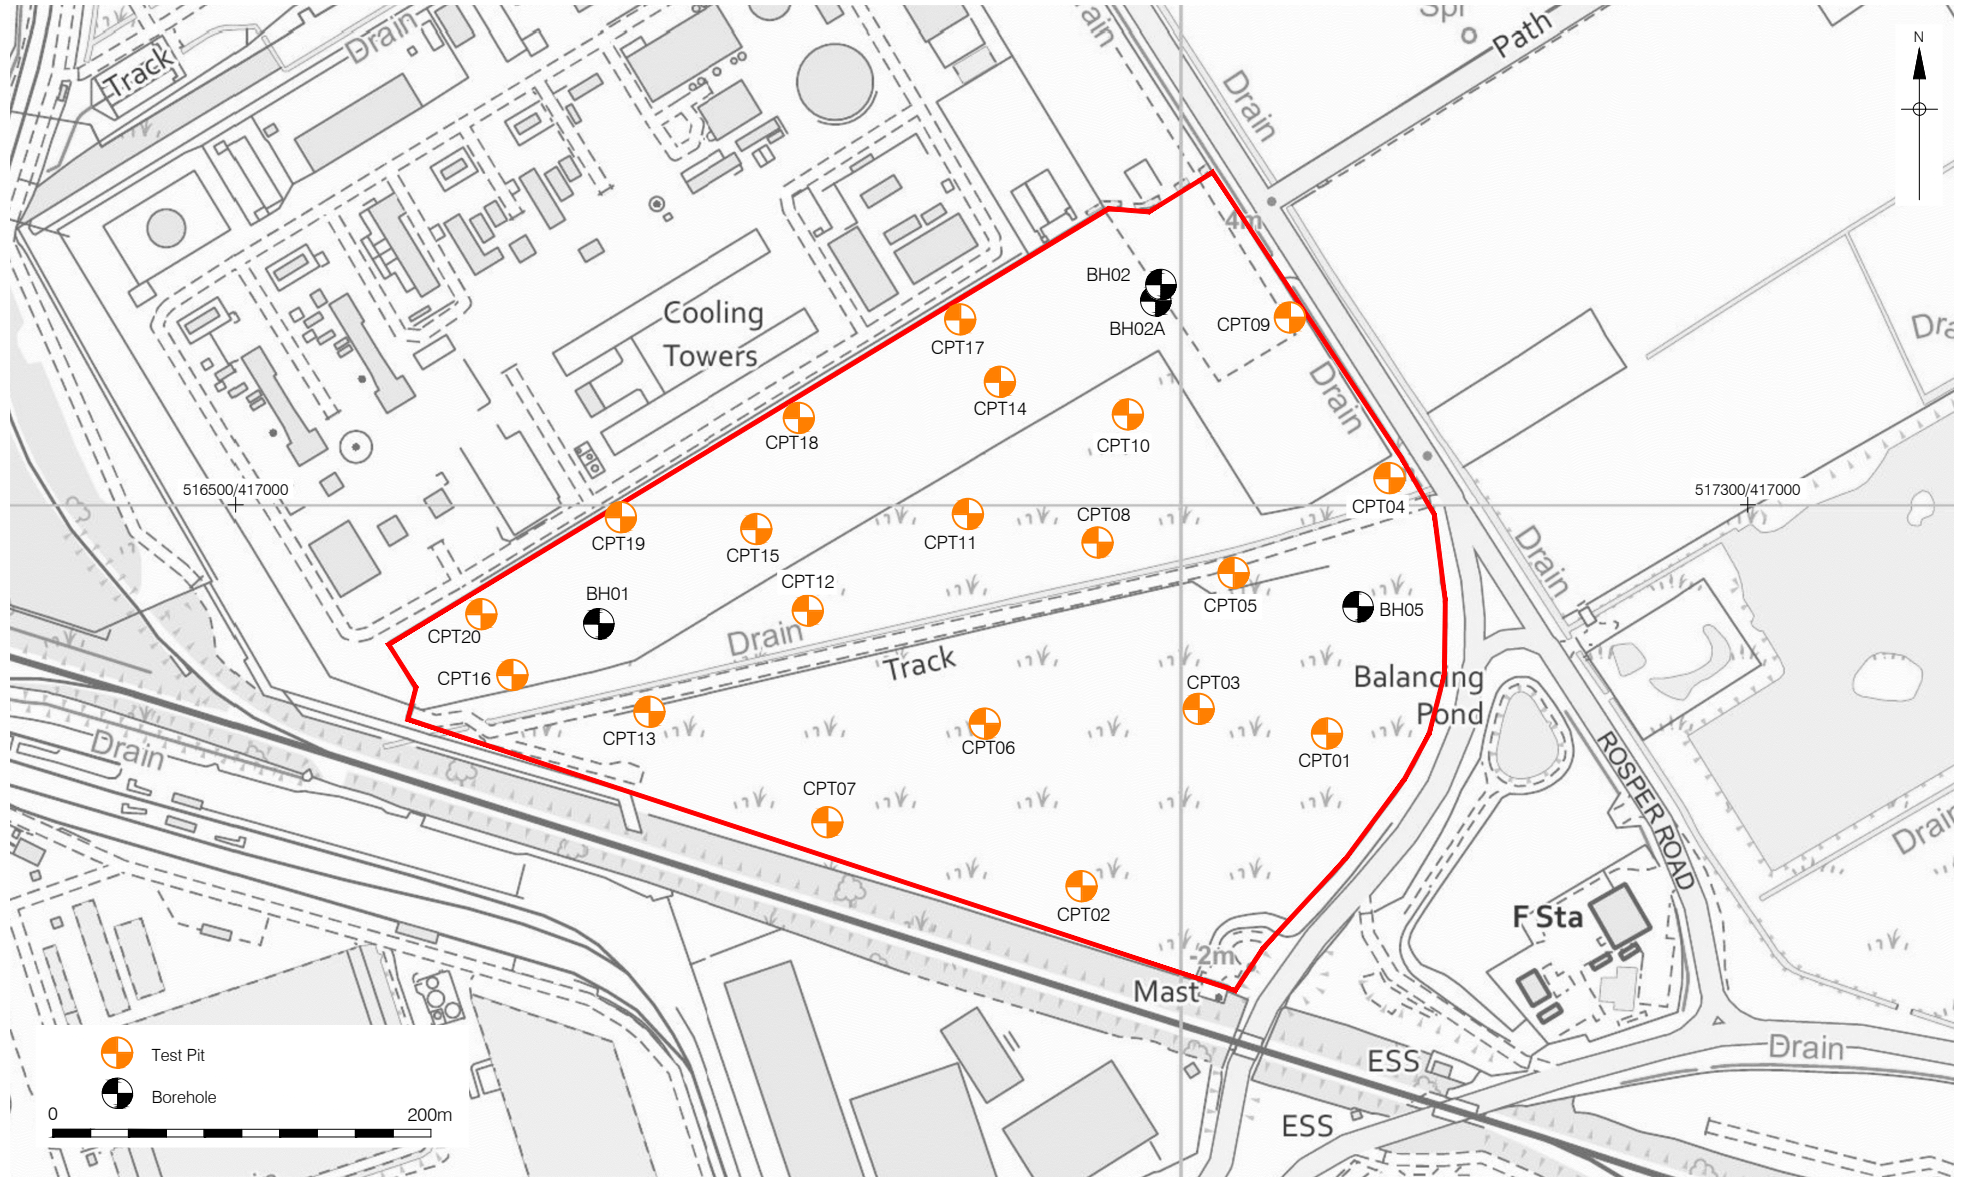 Track
Drain
Drain
Path
Drain
N
4m
BH02
BH02A
CPT09
Cooling
Towers
CPT17
CPT14
CPT18
CPT10
Drain
516500/417000
517300/417000
CPT04
CPT19
CPT15
CPT11
CPT08
Drain
CPT12
BH01
CPT05
BH05
CPT20
Drain
Track
CPT16
CPT03
Balancing
Pond
CPT13
CPT06
CPT01
Drain
ROSPER ROAD
CPT07
Drain
CPT02
F Sta
-2m
Mast
Test Pit
Borehole
0
200m
ESS
Drain
ESS